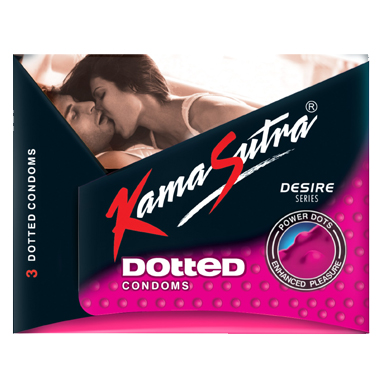 3 DOTTED CONDOMS
KamaSutra®
DESIRE
SERIES
POWER DOTS
ENHANCED PLEASURE
DOtteD
CONDOMS